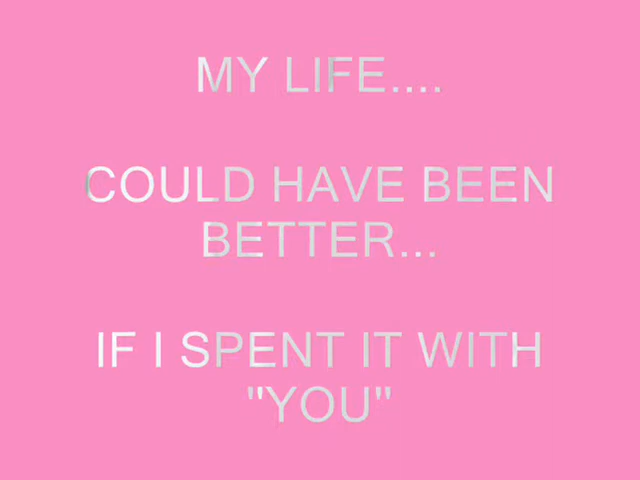 MY LIFE....
COULD HAVE BEEN
BETTER...
IF I SPENT IT WITH
"YOU"